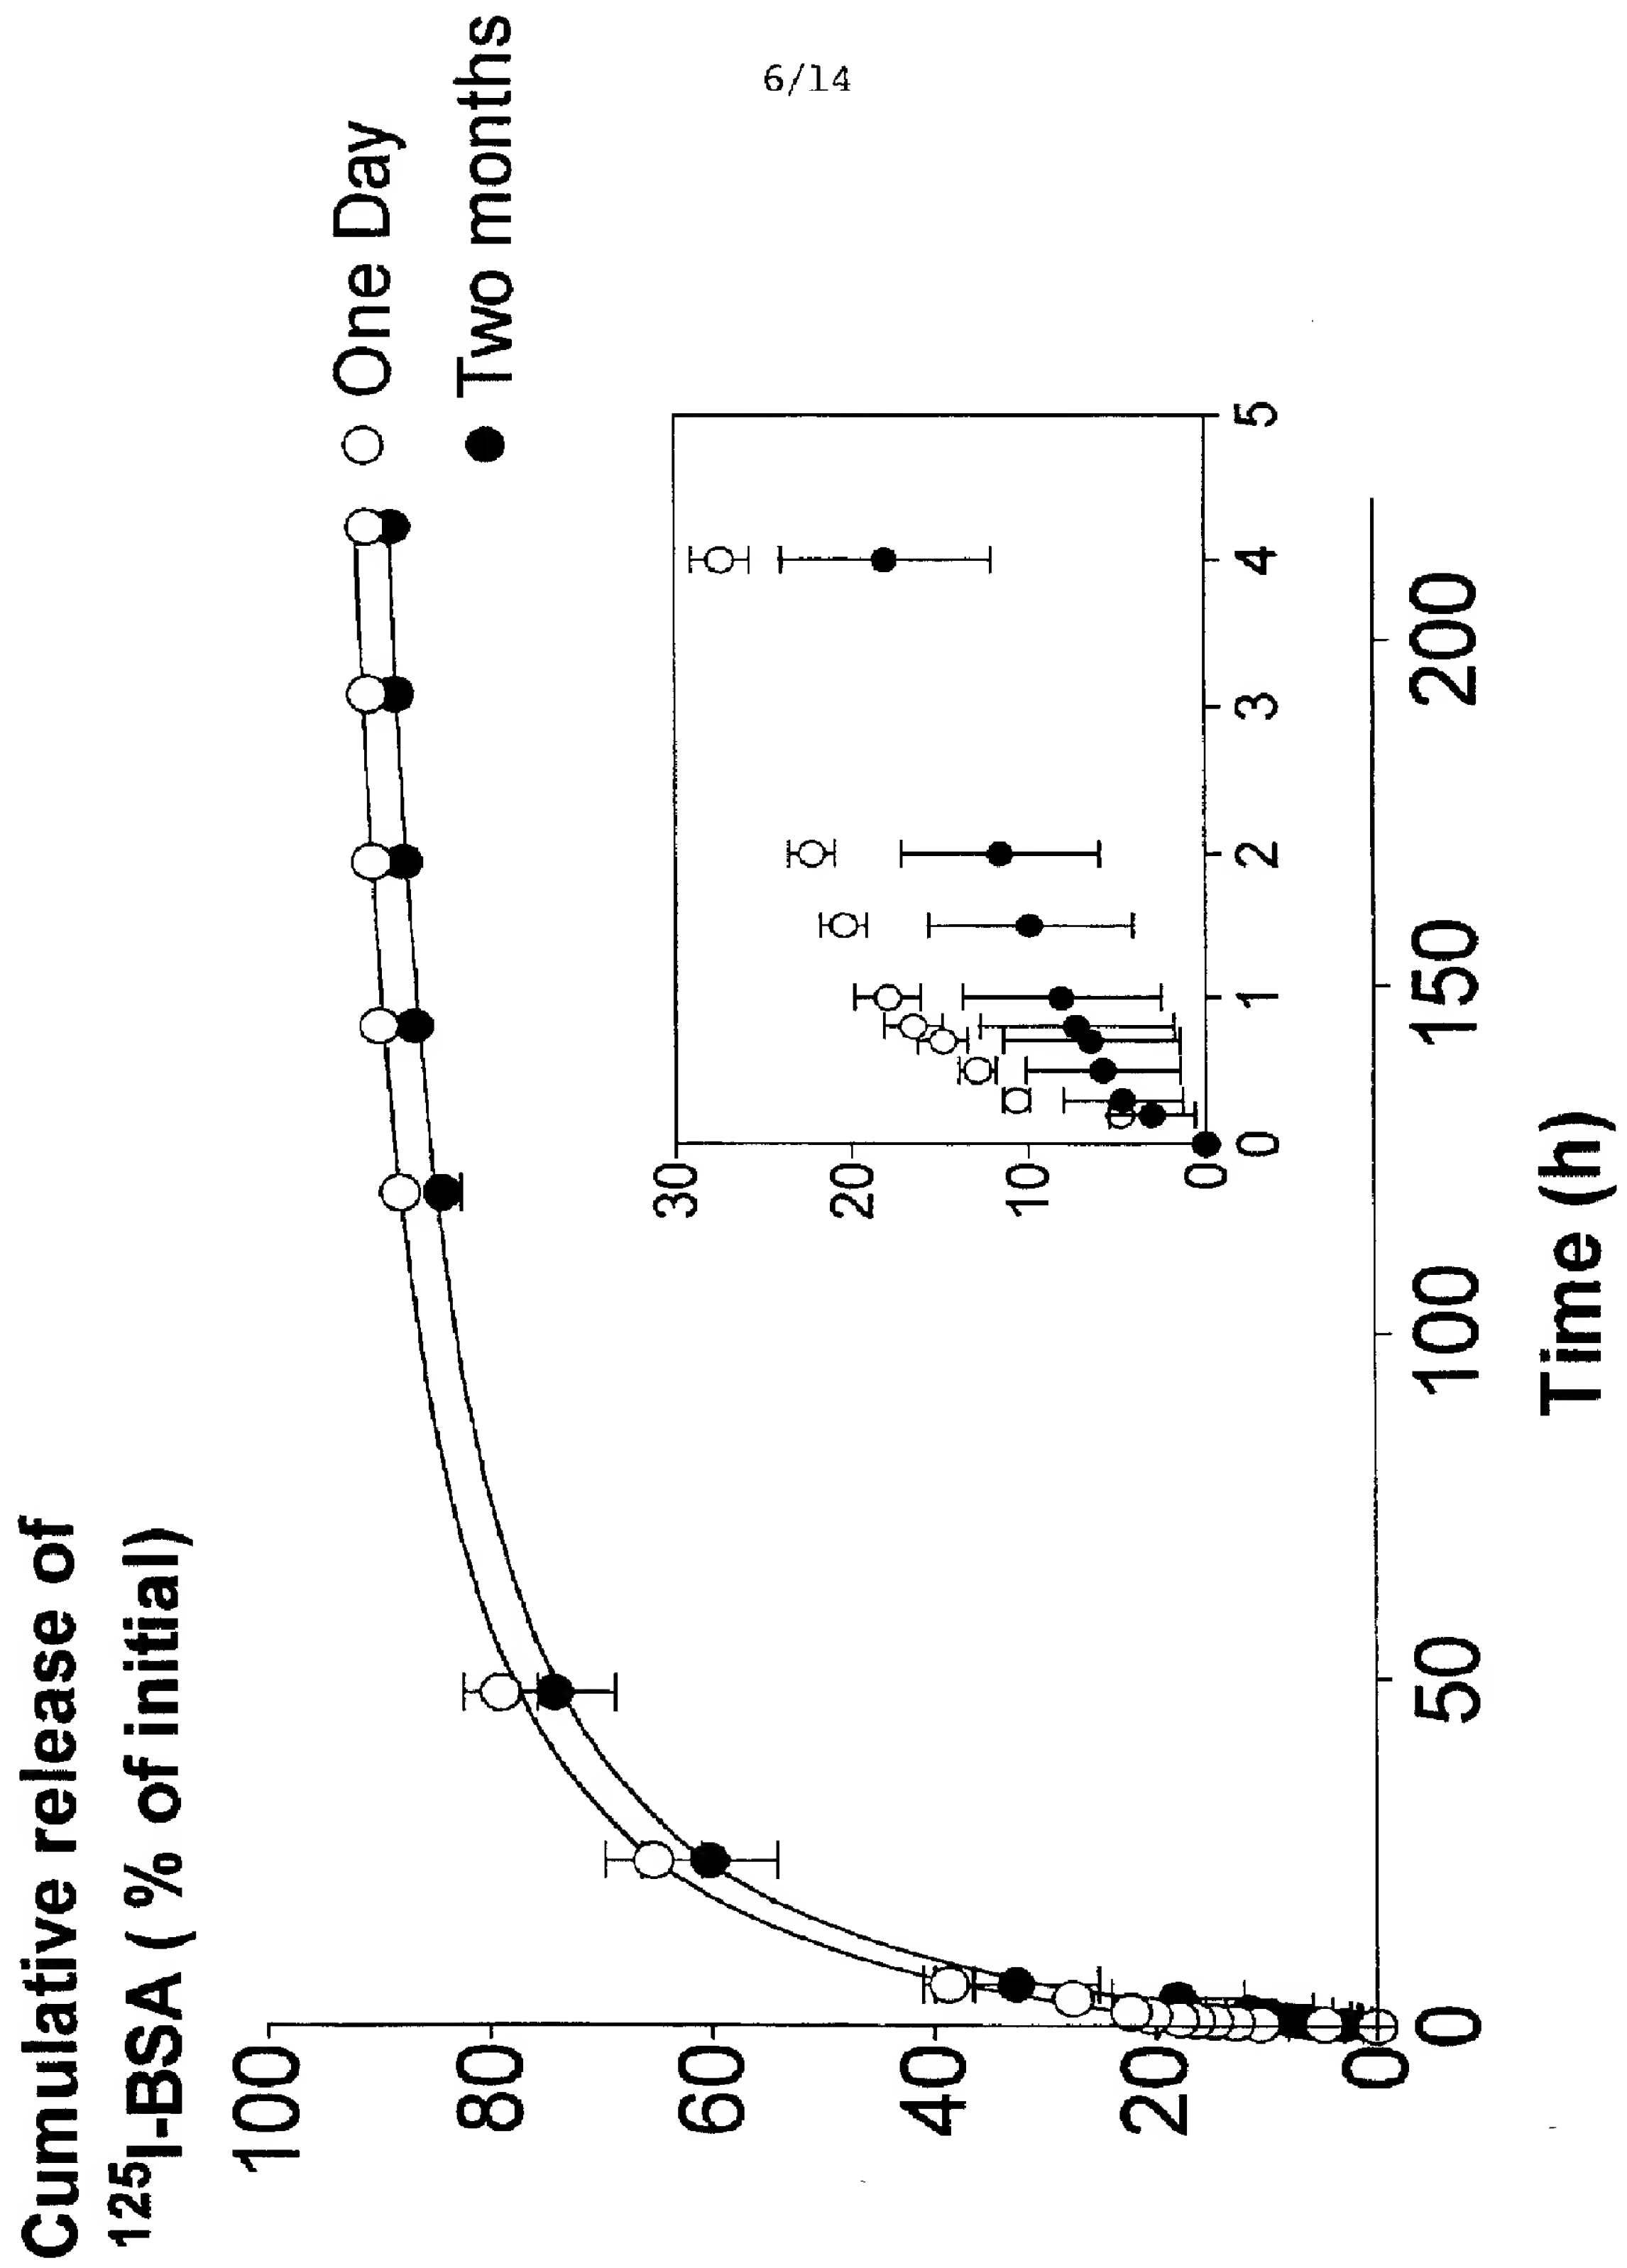 6/14
Cumulative release of
¹²⁵I-BSA ( % of initial)
○ One Day
● Two months
100
80
60
40
20
0
30
20
10
0
0 1 2 3 4 5
0 50 100 150 200
Time (h)